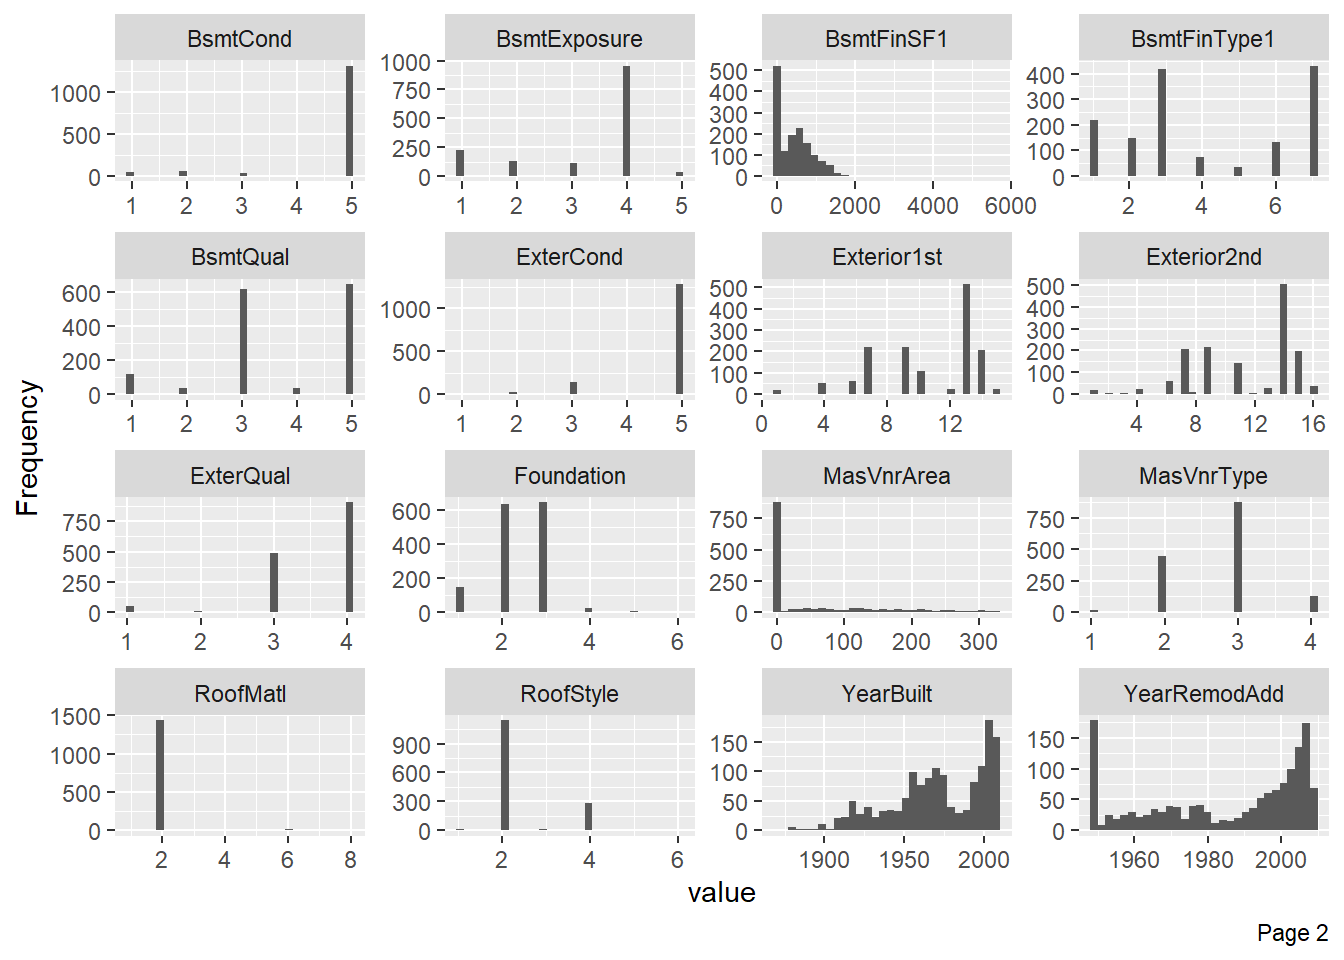 BsmtCond BsmtExposure BsmtFinSF1 BsmtFinType1
1000 500 0
1000 750 500 250 0
500 400 300 200 100 0
400 300 200 100 0
1 2 3 4 5
1 2 3 4 5
0 2000 4000 6000
2 4 6
BsmtQual ExterCond Exterior1st Exterior2nd
600 400 200 0
1000 500 0
500 400 300 200 100 0
500 400 300 200 100 0
1 2 3 4 5
1 2 3 4 5
0 4 8 12
4 8 12 16
Frequency
ExterQual Foundation MasVnrArea MasVnrType
750 500 250 0
600 400 200 0
750 500 250 0
750 500 250 0
1 2 3 4
2 4 6
0 100 200 300
1 2 3 4
RoofMatl RoofStyle YearBuilt YearRemodAdd
1500 1000 500 0
900 600 300 0
150 100 50 0
150 100 50 0
2 4 6 8
2 4 6
1900 1950 2000
1960 1980 2000
value
Page 2